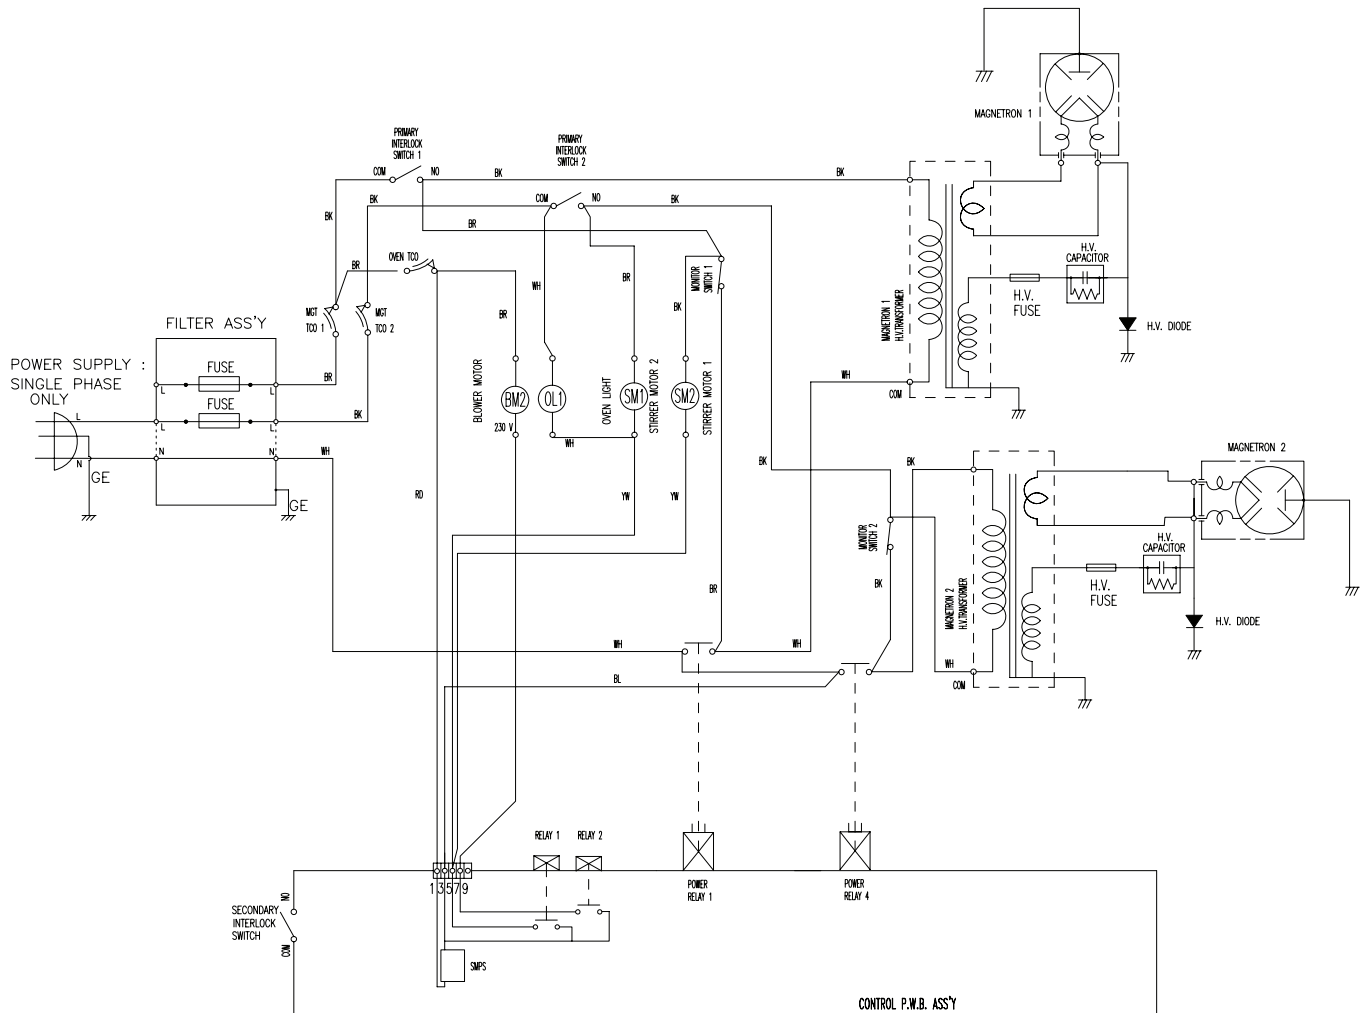 MAGNETRON 1
PRIMARY
INTERLOCK
SWITCH 1
PRIMARY
INTERLOCK
SWITCH 2
COM
NO
BK
BK
BK
COM
NO
BK
BK
BR
H.V.
CAPACITOR
OVEN TCO
BR
WH
BR
MONITOR
SWITCH 1
BK
MAGNETRON 1
H.V.TRANSFORMER
H.V.
FUSE
H.V. DIODE
MGT
TCO 1
MGT
TCO 2
BR
FILTER ASS'Y
POWER SUPPLY :
SINGLE PHASE
ONLY
FUSE
FUSE
L
L
L
L
L
BR
BK
N
N
N
WH
GE
GE
BLOWER MOTOR
BM2
230 V
OL1
OVEN LIGHT
SM1
STIRRER MOTOR 2
SM2
STIRRER MOTOR 1
WH
WH
COM
BK
BK
MAGNETRON 2
RD
YW
YW
MONITOR
SWITCH 2
BK
MAGNETRON 2
H.V.TRANSFORMER
H.V.
CAPACITOR
H.V.
FUSE
H.V. DIODE
BR
WH
WH
WH
COM
BL
RELAY 1
RELAY 2
1 3 5 7 9
POWER
RELAY 1
POWER
RELAY 4
SECONDARY
INTERLOCK
SWITCH
NO
COM
SMPS
CONTROL P.W.B. ASS'Y